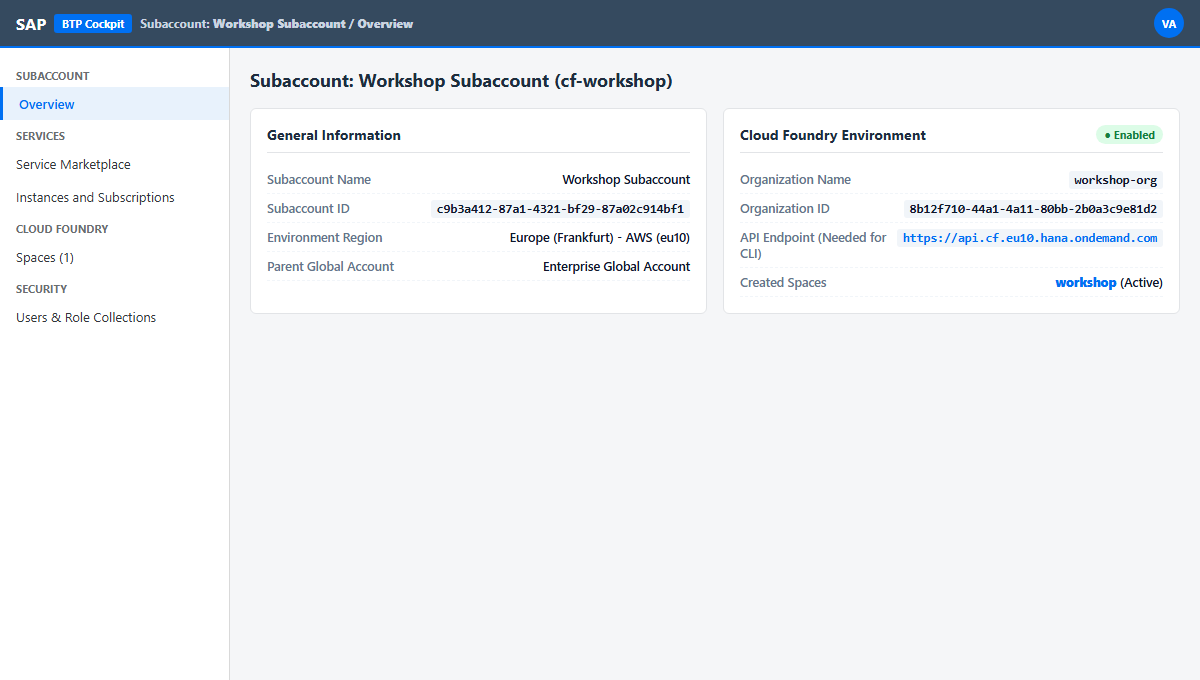 SAP BTP Cockpit Subaccount: Workshop Subaccount / Overview VA
SUBACCOUNT
Overview
SERVICES
Service Marketplace
Instances and Subscriptions
CLOUD FOUNDRY
Spaces (1)
SECURITY
Users & Role Collections
Subaccount: Workshop Subaccount (cf-workshop)
General Information
Subaccount Name Workshop Subaccount
Subaccount ID c9b3a412-87a1-4321-bf29-87a02c914bf1
Environment Region Europe (Frankfurt) - AWS (eu10)
Parent Global Account Enterprise Global Account
Cloud Foundry Environment ● Enabled
Organization Name workshop-org
Organization ID 8b12f710-44a1-4a11-80bb-2b0a3c9e81d2
API Endpoint (Needed for https://api.cf.eu10.hana.ondemand.com
CLI)
Created Spaces workshop (Active)